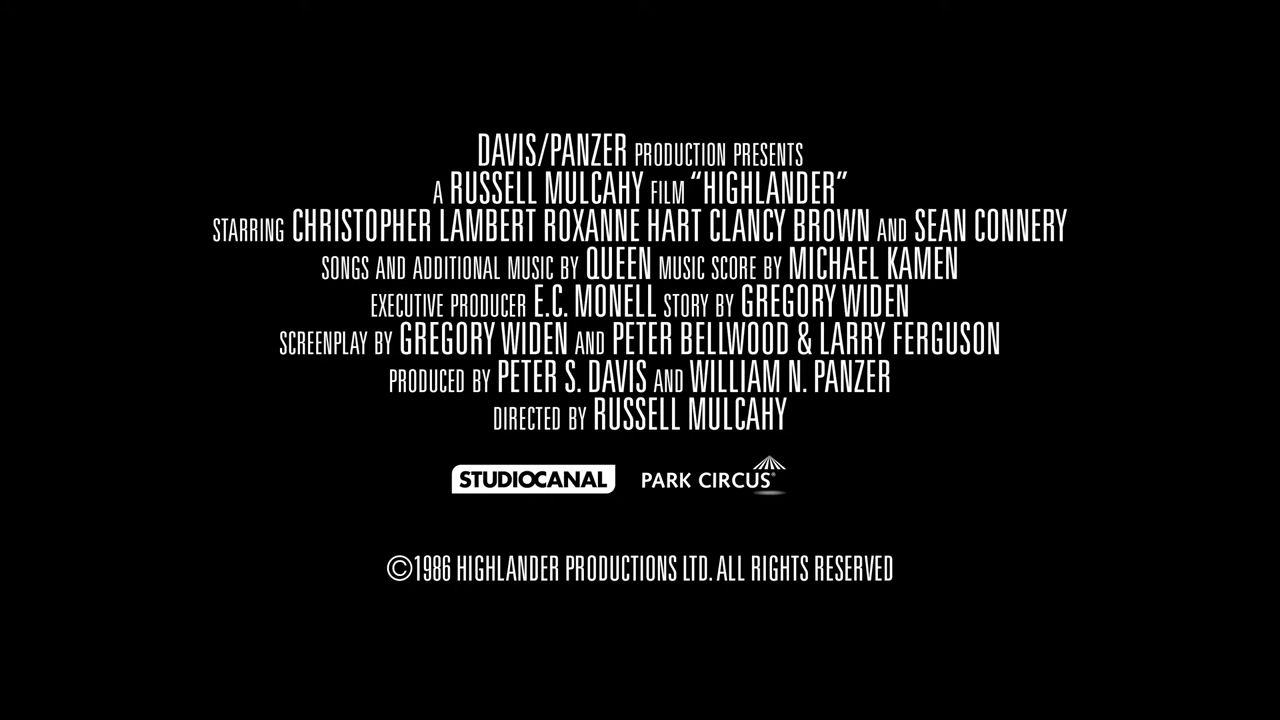 DAVIS/PANZER PRODUCTION PRESENTS
A RUSSELL MULCAHY FILM “HIGHLANDER”
STARRING CHRISTOPHER LAMBERT ROXANNE HART CLANCY BROWN AND SEAN CONNERY
SONGS AND ADDITIONAL MUSIC BY QUEEN MUSIC SCORE BY MICHAEL KAMEN
EXECUTIVE PRODUCER E.C. MONELL STORY BY GREGORY WIDEN
SCREENPLAY BY GREGORY WIDEN AND PETER BELLWOOD & LARRY FERGUSON
PRODUCED BY PETER S. DAVIS AND WILLIAM N. PANZER
DIRECTED BY RUSSELL MULCAHY
STUDIOCANAL PARK CIRCUS®
©1986 HIGHLANDER PRODUCTIONS LTD. ALL RIGHTS RESERVED